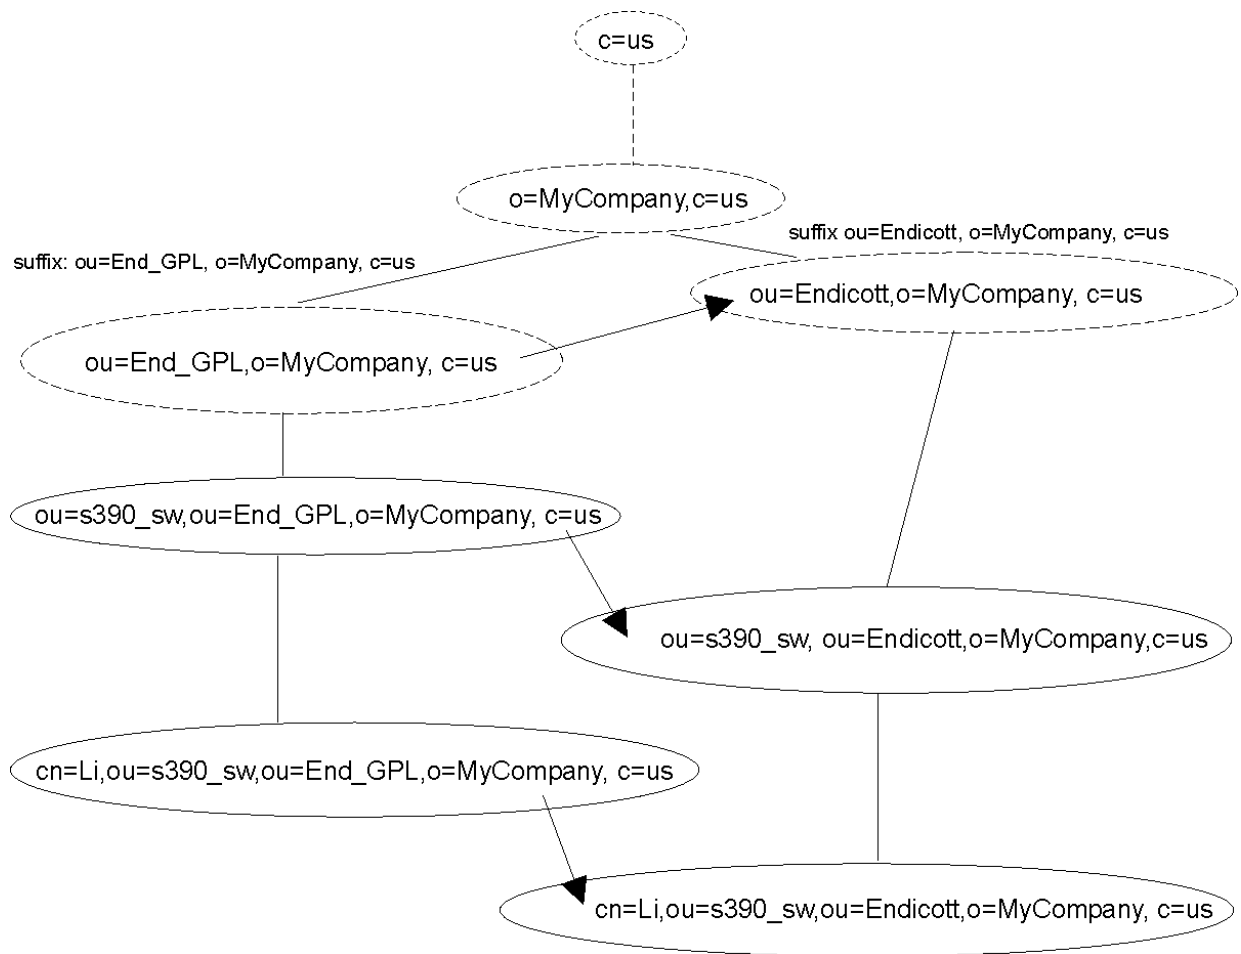 c=us
o=MyCompany,c=us
suffix ou=Endicott, o=MyCompany, c=us
suffix: ou=End_GPL, o=MyCompany, c=us
ou=Endicott,o=MyCompany, c=us
ou=End_GPL,o=MyCompany, c=us
ou=s390_sw,ou=End_GPL,o=MyCompany, c=us
ou=s390_sw, ou=Endicott,o=MyCompany,c=us
cn=Li,ou=s390_sw,ou=End_GPL,o=MyCompany, c=us
cn=Li,ou=s390_sw,ou=Endicott,o=MyCompany, c=us